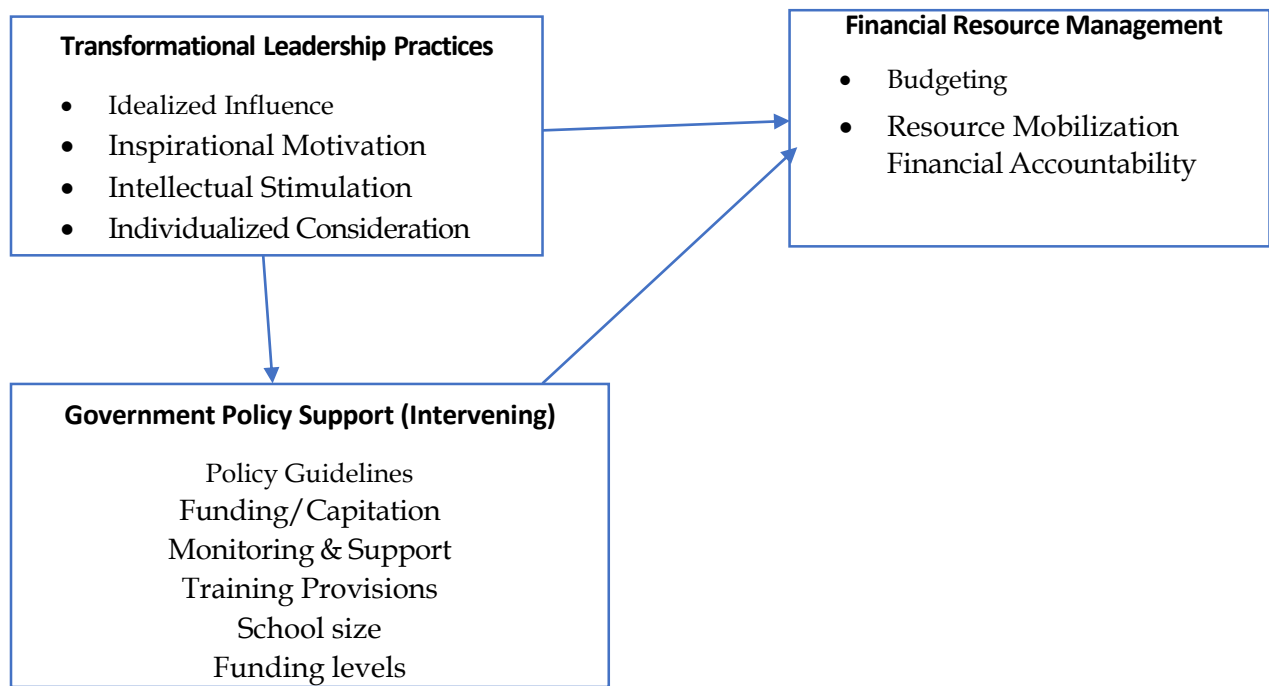 Transformational Leadership Practices
• Idealized Influence
• Inspirational Motivation
• Intellectual Stimulation
• Individualized Consideration
Financial Resource Management
• Budgeting
• Resource Mobilization
Financial Accountability
Government Policy Support (Intervening)
Policy Guidelines
Funding/Capitation
Monitoring & Support
Training Provisions
School size
Funding levels